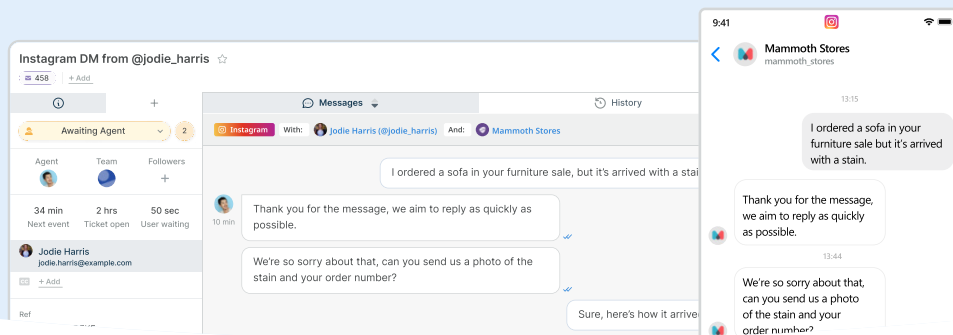 Instagram DM from @jodie_harris
458
+ Add
Awaiting Agent
2
Agent
Team
Followers
34 min
2 hrs
50 sec
Next event
Ticket open
User waiting
Jodie Harris
jodie.harris@example.com
CC
+ Add
Ref
Messages
History
Instagram
With:
Jodie Harris (@jodie_harris)
And:
Mammoth Stores
I ordered a sofa in your furniture sale, but it's arrived with a stai
Thank you for the message, we aim to reply as quickly as
possible.
10 min
We're so sorry about that, can you send us a photo of the
stain and your order number?
Sure, here's how it arrive
9:41
Mammoth Stores
mammoth_stores
13:15
I ordered a sofa in your
furniture sale but it's arrived
with a stain.
Thank you for the message,
we aim to reply as quickly
as possible.
13:44
We're so sorry about that,
can you send us a photo
of the stain and your
order number?